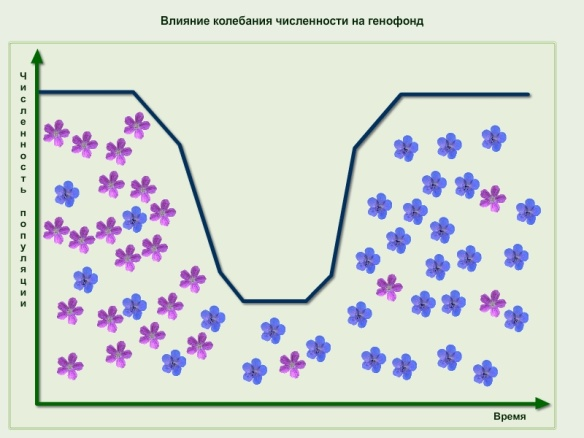 Влияние колебания численности на генофонд
Численность популяции
Время